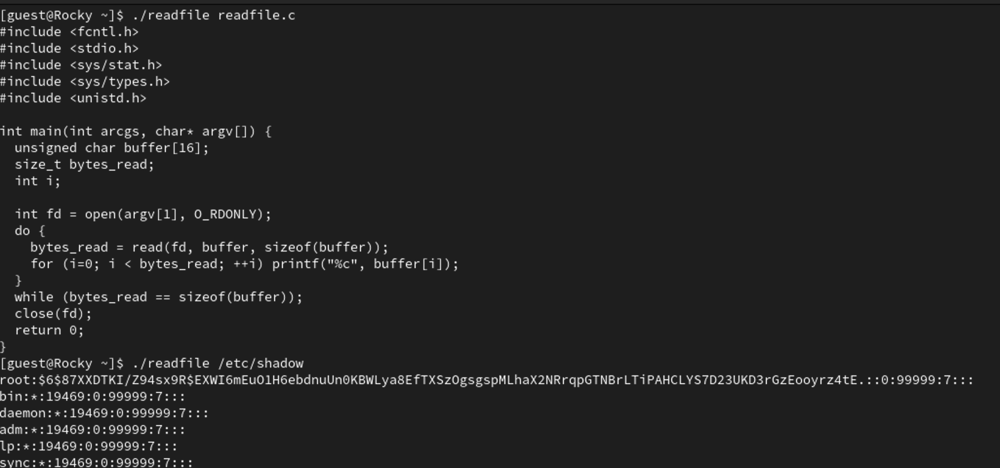 [guest@Rocky ~]$ ./readfile readfile.c
#include <fcntl.h>
#include <stdio.h>
#include <sys/stat.h>
#include <sys/types.h>
#include <unistd.h>

int main(int arcgs, char* argv[]) {
  unsigned char buffer[16];
  size_t bytes_read;
  int i;

  int fd = open(argv[1], O_RDONLY);
  do {
    bytes_read = read(fd, buffer, sizeof(buffer));
    for (i=0; i < bytes_read; ++i) printf("%c", buffer[i]);
  }
  while (bytes_read == sizeof(buffer));
  close(fd);
  return 0;
}
[guest@Rocky ~]$ ./readfile /etc/shadow
root:$6$87XXDTKI/Z94sx9R$EXWI6mEuO1H6ebdnuUn0KBWLya8EfTXSzOgsgspMLhaX2NRrqpGTNBrLTiPAHCLYS7D23UKD3rGzEooyrz4tE.::0:99999:7:::
bin:*:19469:0:99999:7:::
daemon:*:19469:0:99999:7:::
adm:*:19469:0:99999:7:::
lp:*:19469:0:99999:7:::
sync:*:19469:0:99999:7:::